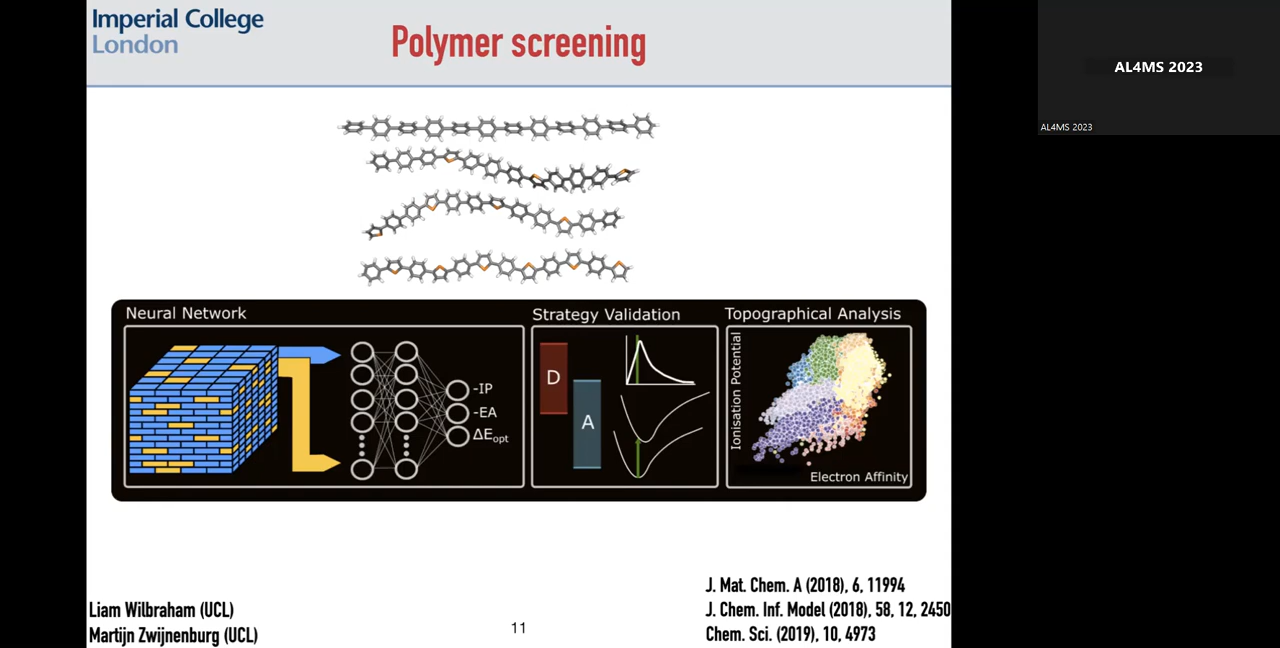 Imperial College
London
Polymer screening
AL4MS 2023
AL4MS 2023
Neural Network
Strategy Validation
Topographical Analysis
-IP
-EA
ΔEopt
D
A
Ionisation Potential
Electron Affinity
J. Mat. Chem. A (2018), 6, 11994
J. Chem. Inf. Model (2018), 58, 12, 2450
Chem. Sci. (2019), 10, 4973
Liam Wilbraham (UCL)
Martijn Zwijnenburg (UCL)
11